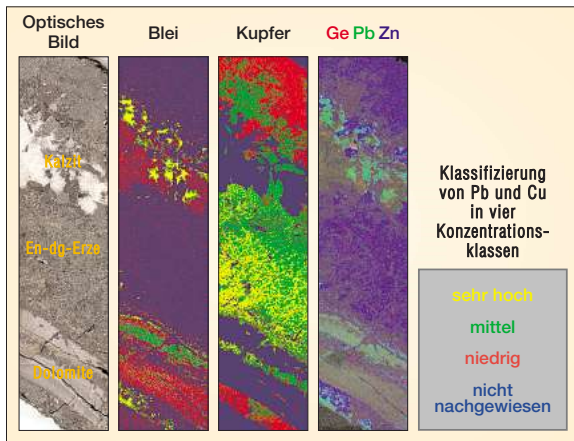 Optisches
Bild
Blei
Kupfer
Ge Pb Zn
Kalzit
En-dg-Erze
Dolomite
Klassifizierung
von Pb und Cu
in vier
Konzentrations-
klassen
sehr hoch
mittel
niedrig
nicht
nachgewiesen